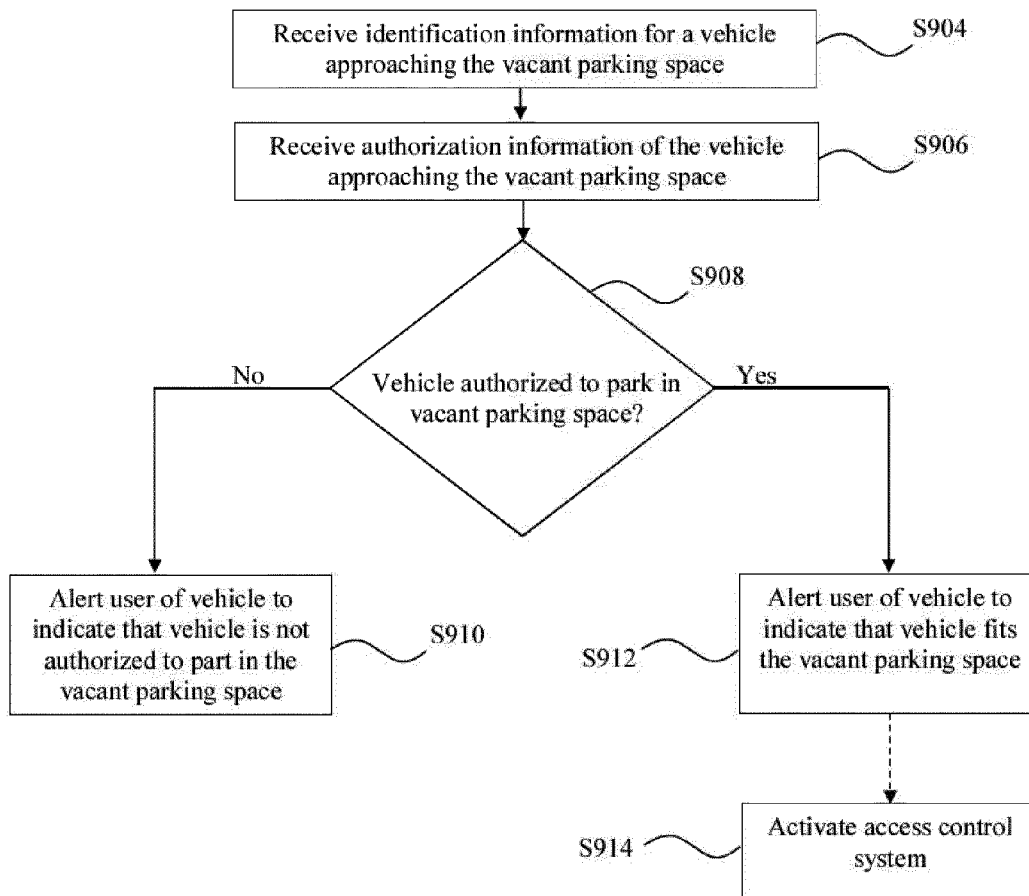 Receive identification information for a vehicle
approaching the vacant parking space
S904
Receive authorization information of the vehicle
approaching the vacant parking space
S906
S908
Vehicle authorized to park in
vacant parking space?
No
Yes
Alert user of vehicle to
indicate that vehicle is not
authorized to part in the
vacant parking space
S910
Alert user of vehicle to
indicate that vehicle fits
the vacant parking space
S912
Activate access control
system
S914